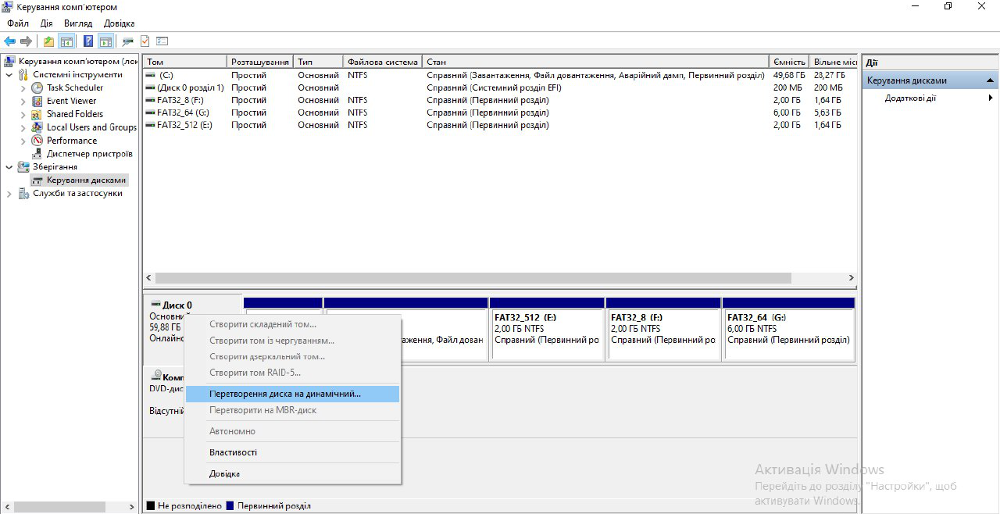 Керування комп'ютером
Файл Дія Вигляд Довідка
Керування комп'ютером (лок
Системні інструменти
Task Scheduler
Event Viewer
Shared Folders
Local Users and Groups
Performance
Диспетчер пристроїв
Зберігання
Керування дисками
Служби та застосунки
Том Розташування Тип Файлова система Стан Ємність Вільне місц
(C:) Простий Основний NTFS Справний (Завантаження, Файл довантаження, Аварійний дамп, Первинний розділ) 49,68 ГБ 28,27 ГБ
(Диск 0 розділ 1) Простий Основний Справний (Системний розділ EFI) 200 МБ 200 МБ
FAT32_8 (F:) Простий Основний NTFS Справний (Первинний розділ) 2,00 ГБ 1,64 ГБ
FAT32_64 (G:) Простий Основний NTFS Справний (Первинний розділ) 6,00 ГБ 5,63 ГБ
FAT32_512 (E:) Простий Основний NTFS Справний (Первинний розділ) 2,00 ГБ 1,64 ГБ
Дії
Керування дисками
Додаткові дії
Диск 0
Основний
59,88 ГБ
Онлайно
аження, Файл дован
FAT32_512 (E:)
2,00 ГБ NTFS
Справний (Первинний ро
FAT32_8 (F:)
2,00 ГБ NTFS
Справний (Первинний ро
FAT32_64 (G:)
6,00 ГБ NTFS
Справний (Первинний розділ)
Комп
DVD-дис
Відсутній
Створити складений том...
Створити том із чергуванням...
Створити дзеркальний том...
Створити том RAID-5...
Перетворення диска на динамічний...
Перетворити на MBR-диск
Автономно
Властивості
Довідка
Не розподілено Первинний розділ
Активація Windows
Перейдіть до розділу "Настройки", щоб
активувати Windows.